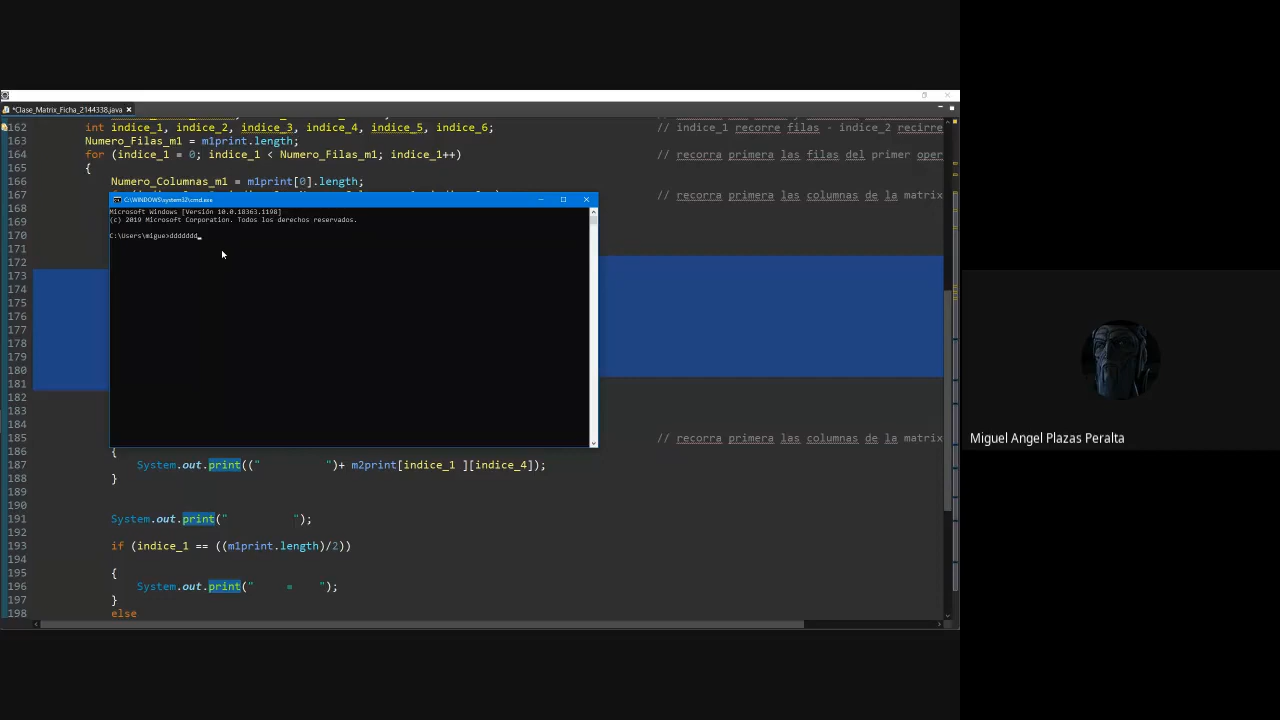 *Clase_Matrix_Ficha_2144338.java
162 int indice_1, indice_2, indice_3, indice_4, indice_5, indice_6; // indice_1 recorre filas - indice_2 recirre
163 Numero_Filas_m1 = m1print.length;
164 for (indice_1 = 0; indice_1 < Numero_Filas_m1; indice_1++) // recorra primera las filas del primer oper
165 {
166 Numero_Columnas_m1 = m1print[0].length;
// recorra primera las columnas de la matrix
C:\WINDOWS\system32\cmd.exe
Microsoft Windows [Versión 10.0.18363.1198]
(c) 2019 Microsoft Corporation. Todos los derechos reservados.
C:\Users\migue>ddddddd
168
169
170
171
172
173
174
175
176
177
178
179
180
181
182
183
184
185 // recorra primera las columnas de la matrix
186 {
187 System.out.print(("          ")+ m2print[indice_1 ][indice_4]);
188 }
189
190
191 System.out.print("          ");
192
193 if (indice_1 == ((m1print.length)/2))
194
195 {
196 System.out.print("     =    ");
197 }
198 else
Miguel Angel Plazas Peralta